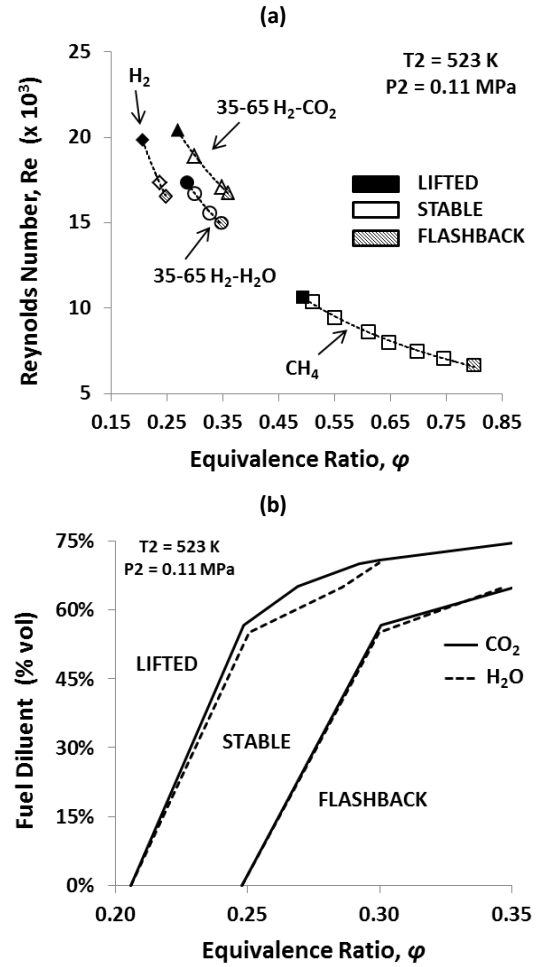 (a)
T2 = 523 K
P2 = 0.11 MPa
H₂
35-65 H₂-CO₂
LIFTED
STABLE
FLASHBACK
35-65 H₂-H₂O
CH₄
Reynolds Number, Re (x 10³)
25
20
15
10
5
0.15 0.25 0.35 0.45 0.55 0.65 0.75 0.85
Equivalence Ratio, φ
(b)
T2 = 523 K
P2 = 0.11 MPa
LIFTED
STABLE
FLASHBACK
CO₂
H₂O
Fuel Diluent (% vol)
75%
60%
45%
30%
15%
0%
0.20 0.25 0.30 0.35
Equivalence Ratio, φ